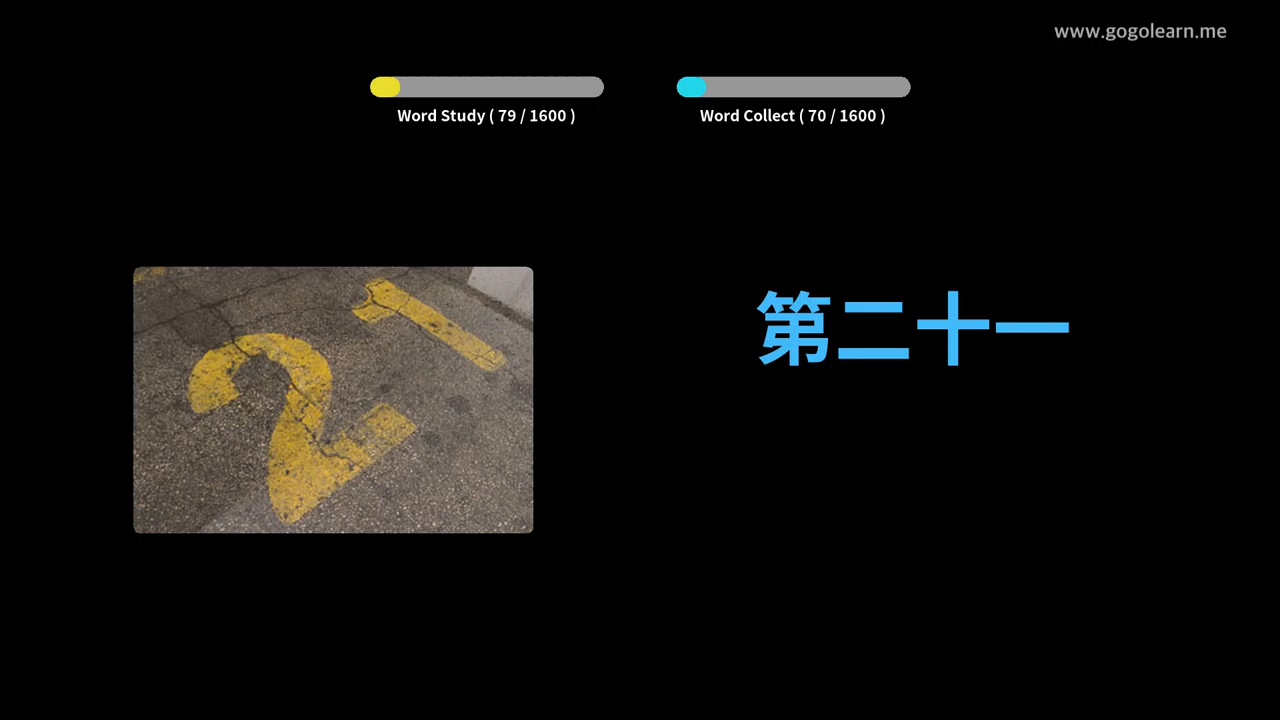 www.gogolearn.me
Word Study ( 79 / 1600 )
Word Collect ( 70 / 1600 )
21
第二十一